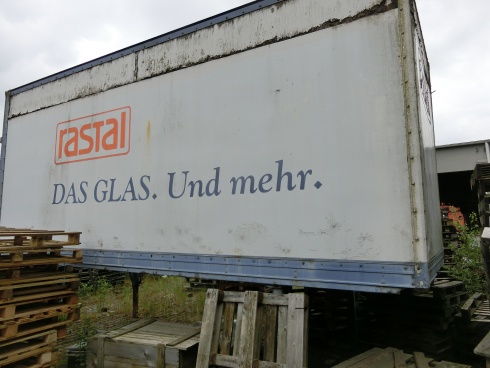 rastal
DAS GLAS. Und mehr.